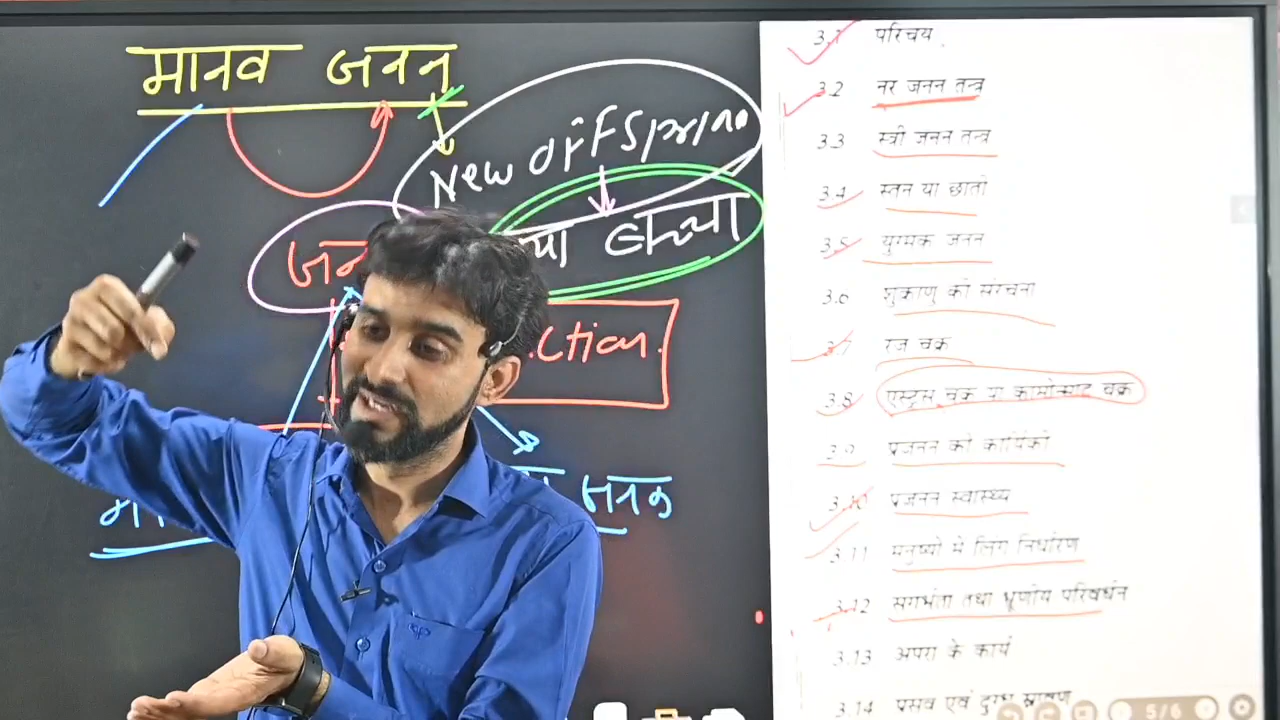 मानव जनन
New offspring
या बच्चा
जन
ction.
जनक
3.1 परिचय
3.2 नर जनन तन्त्र
3.3 स्त्री जनन तन्त्र
3.4 स्तन या छाती
3.5 युग्मक जनन
3.6 शुक्राणु की संरचना
3.7 रज चक्र
3.8 एस्ट्रस चक्र या कामोत्माद चक्र
3.9 प्रजनन की कार्यिकी
3.10 प्रजनन स्वास्थ्य
3.11 मनुष्यों में लिंग निर्धारण
3.12 सगर्भता तथा भ्रूणीय परिवर्धन
3.13 अपरा के कार्य
3.14 प्रसव एवं दुग्ध स्रावण
5/6